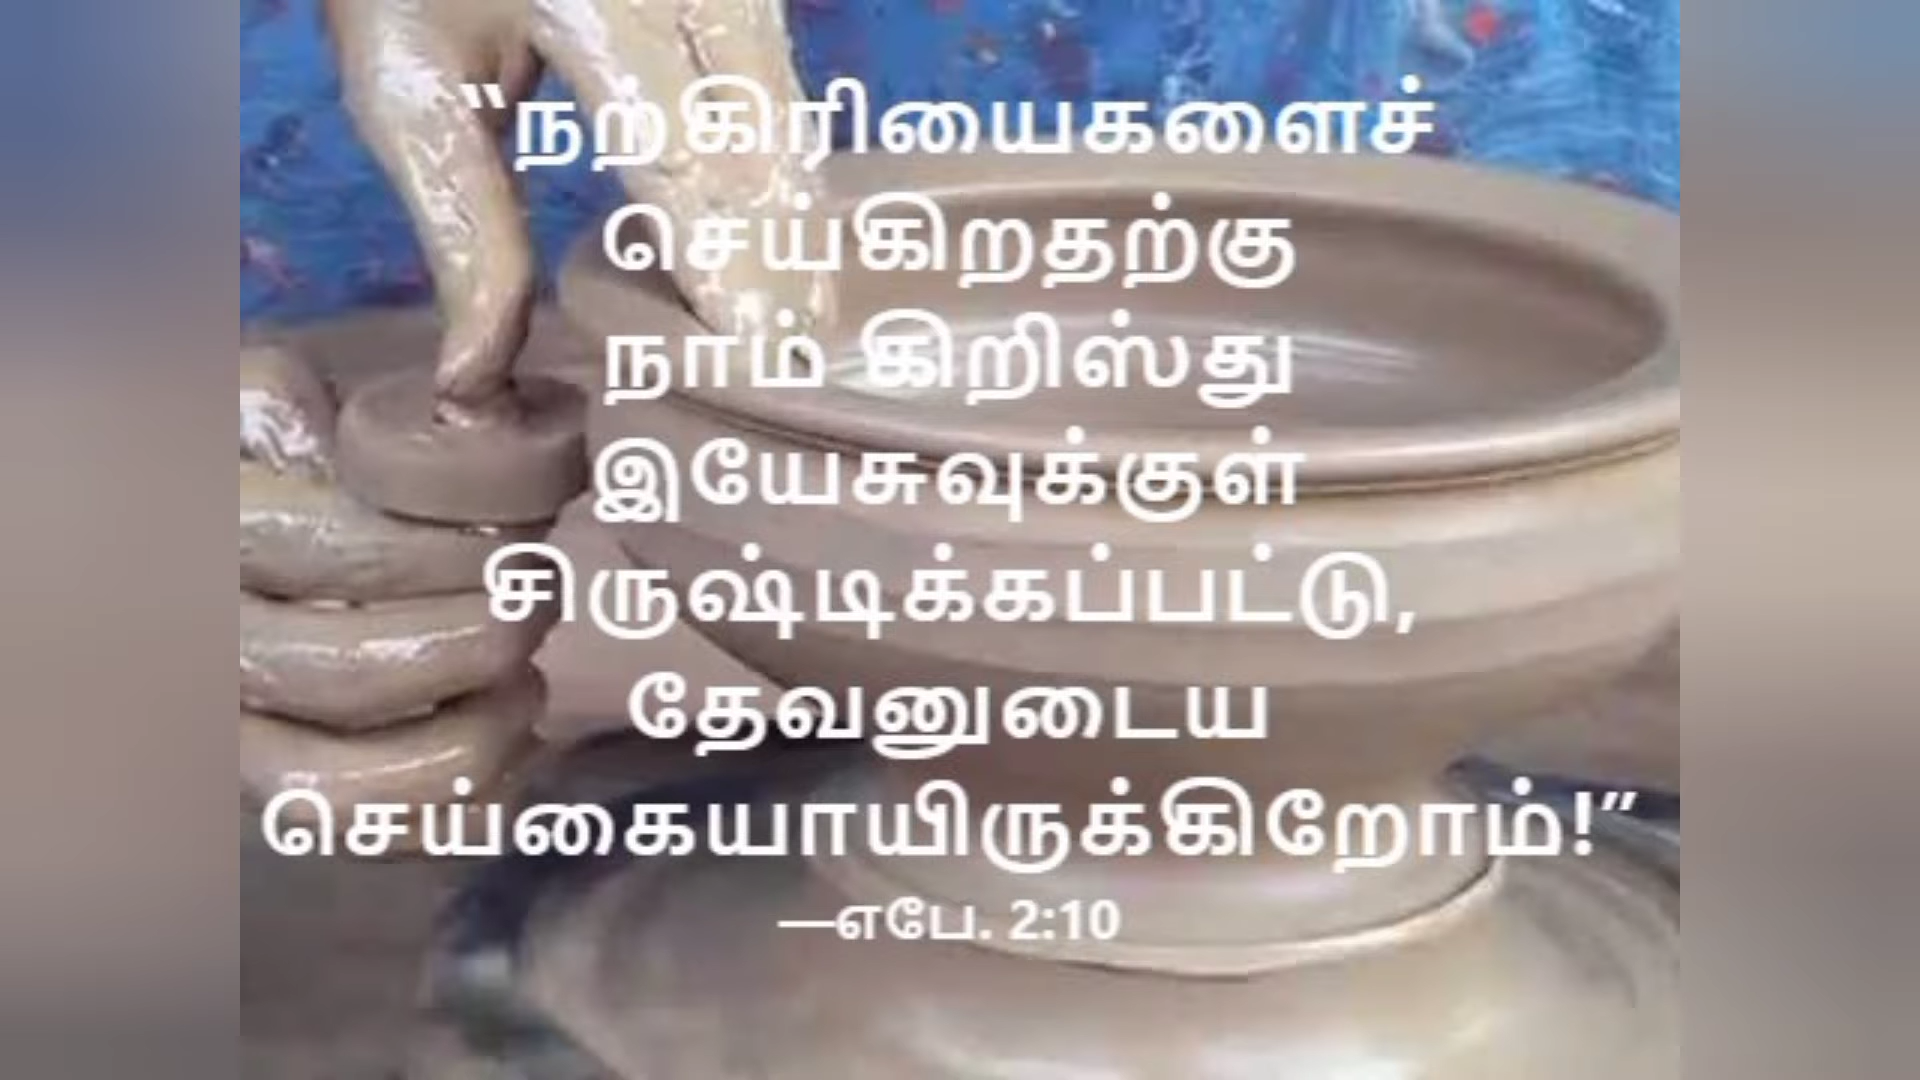 “நற்கிரியைகளைச்
செய்கிறதற்கு
நாம் கிறிஸ்து
இயேசுவுக்குள்
சிருஷ்டிக்கப்பட்டு,
தேவனுடைய
செய்கையாயிருக்கிறோம்!”
—எபே. 2:10